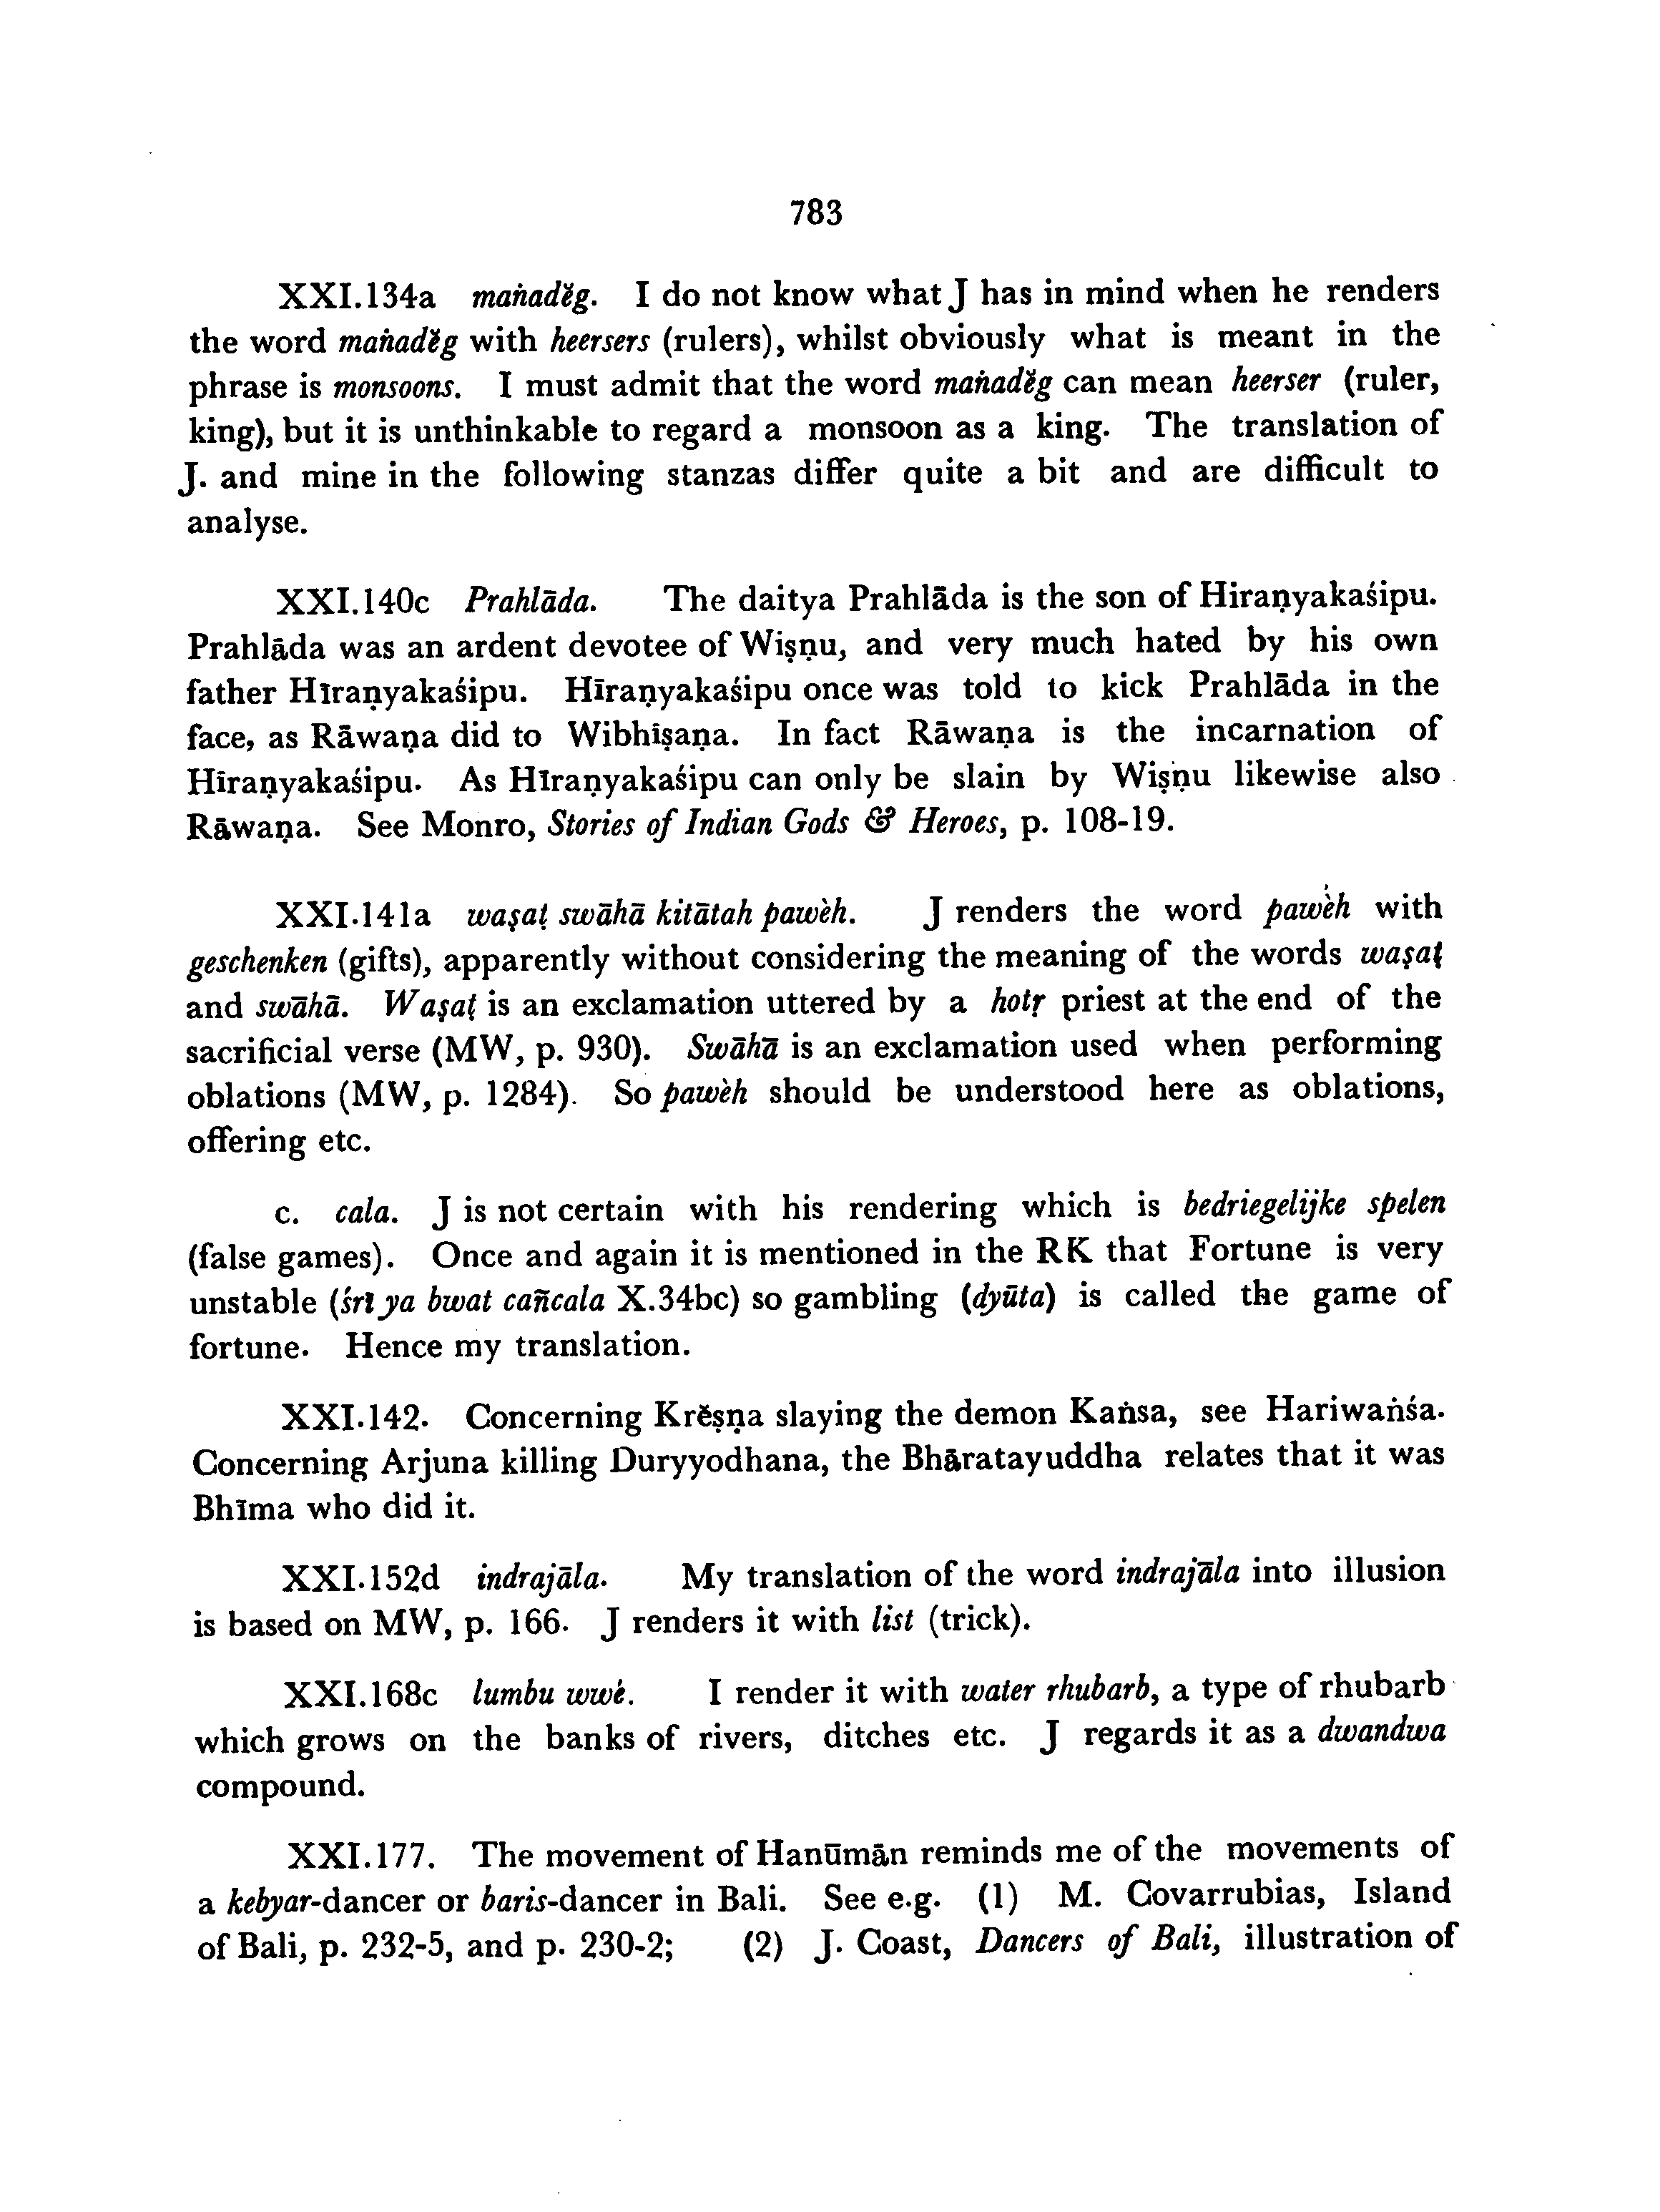 783
XXI.134a maṅadĕg. I do not know what J has in mind when he renders
the word maṅadĕg with heersers (rulers), whilst obviously what is meant in the
phrase is monsoons. I must admit that the word maṅadĕg can mean heerser (ruler,
king), but it is unthinkable to regard a monsoon as a king. The translation of
J. and mine in the following stanzas differ quite a bit and are difficult to
analyse.
XXI.140c Prahlāda. The daitya Prahlāda is the son of Hiraṇyakaśipu.
Prahlāda was an ardent devotee of Wiṣṇu, and very much hated by his own
father Hīraṇyakaśipu. Hīraṇyakaśipu once was told to kick Prahlāda in the
face, as Rāwaṇa did to Wibhīṣaṇa. In fact Rāwaṇa is the incarnation of
Hīraṇyakaśipu. As Hīraṇyakaśipu can only be slain by Wiṣṇu likewise also
Rāwaṇa. See Monro, Stories of Indian Gods & Heroes, p. 108-19.
XXI.141a waṣaṭ swāhā kitātah pawèh. J renders the word pawèh with
geschenken (gifts), apparently without considering the meaning of the words waṣaṭ
and swāhā. Waṣaṭ is an exclamation uttered by a hotṛ priest at the end of the
sacrificial verse (MW, p. 930). Swāhā is an exclamation used when performing
oblations (MW, p. 1284). So pawèh should be understood here as oblations,
offering etc.
c. cala. J is not certain with his rendering which is bedriegelijke spelen
(false games). Once and again it is mentioned in the RK that Fortune is very
unstable (śrī ya bwat cañcala X.34bc) so gambling (dyūta) is called the game of
fortune. Hence my translation.
XXI.142. Concerning Krĕṣṇa slaying the demon Kaṅsa, see Hariwaṅśa.
Concerning Arjuna killing Duryyodhana, the Bhāratayuddha relates that it was
Bhīma who did it.
XXI.152d indrajāla. My translation of the word indrajāla into illusion
is based on MW, p. 166. J renders it with list (trick).
XXI.168c lumbu wwé. I render it with water rhubarb, a type of rhubarb
which grows on the banks of rivers, ditches etc. J regards it as a dwandwa
compound.
XXI.177. The movement of Hanūmān reminds me of the movements of
a kebyar-dancer or baris-dancer in Bali. See e.g. (1) M. Covarrubias, Island
of Bali, p. 232-5, and p. 230-2; (2) J. Coast, Dancers of Bali, illustration of